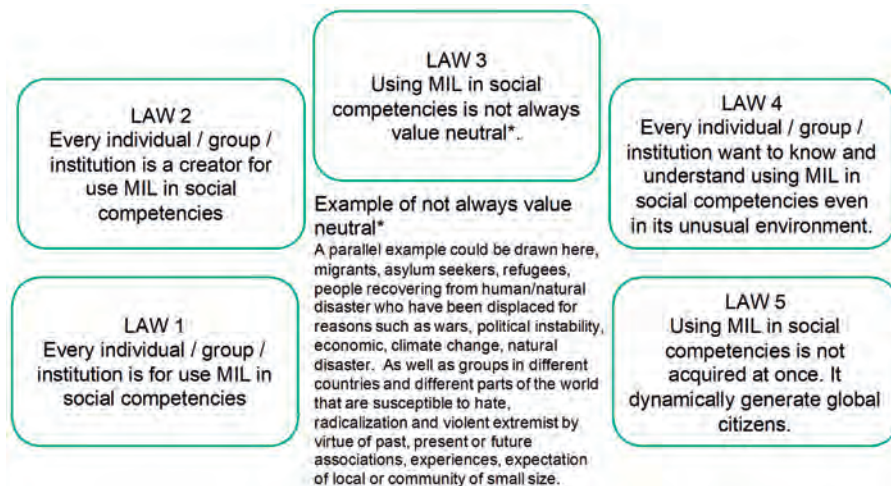 LAW 3
Using MIL in social
competencies is not always
value neutral*.
LAW 2
Every individual / group /
institution is a creator for
use MIL in social
competencies
LAW 4
Every individual / group /
institution want to know and
understand using MIL in
social competencies even
in its unusual environment.
Example of not always value
neutral*
A parallel example could be drawn here,
migrants, asylum seekers, refugees,
people recovering from human/natural
disaster who have been displaced for
reasons such as wars, political instability,
economic, climate change, natural
disaster. As well as groups in different
countries and different parts of the world
that are susceptible to hate,
radicalization and violent extremist by
virtue of past, present or future
associations, experiences, expectation
of local or community of small size.
LAW 1
Every individual / group /
institution is for use MIL in
social competencies
LAW 5
Using MIL in social
competencies is not
acquired at once. It
dynamically generate global
citizens.